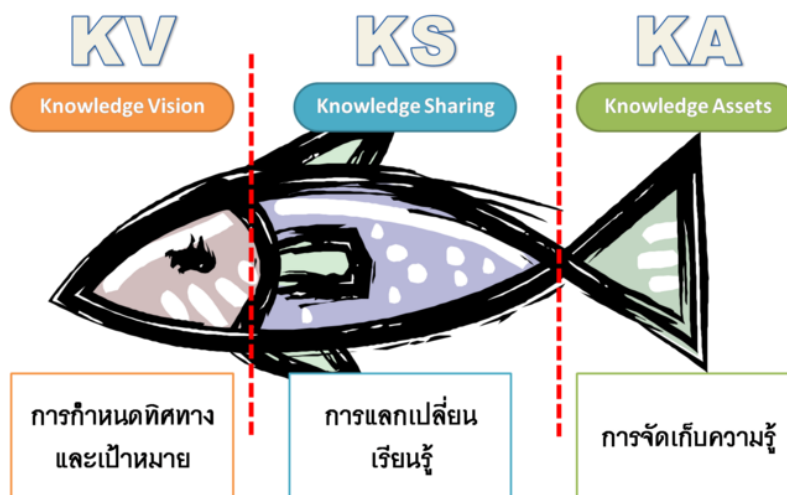 KV
KS
KA
Knowledge Vision
Knowledge Sharing
Knowledge Assets
การกำหนดทิศทาง
และเป้าหมาย
การแลกเปลี่ยน
เรียนรู้
การจัดเก็บความรู้